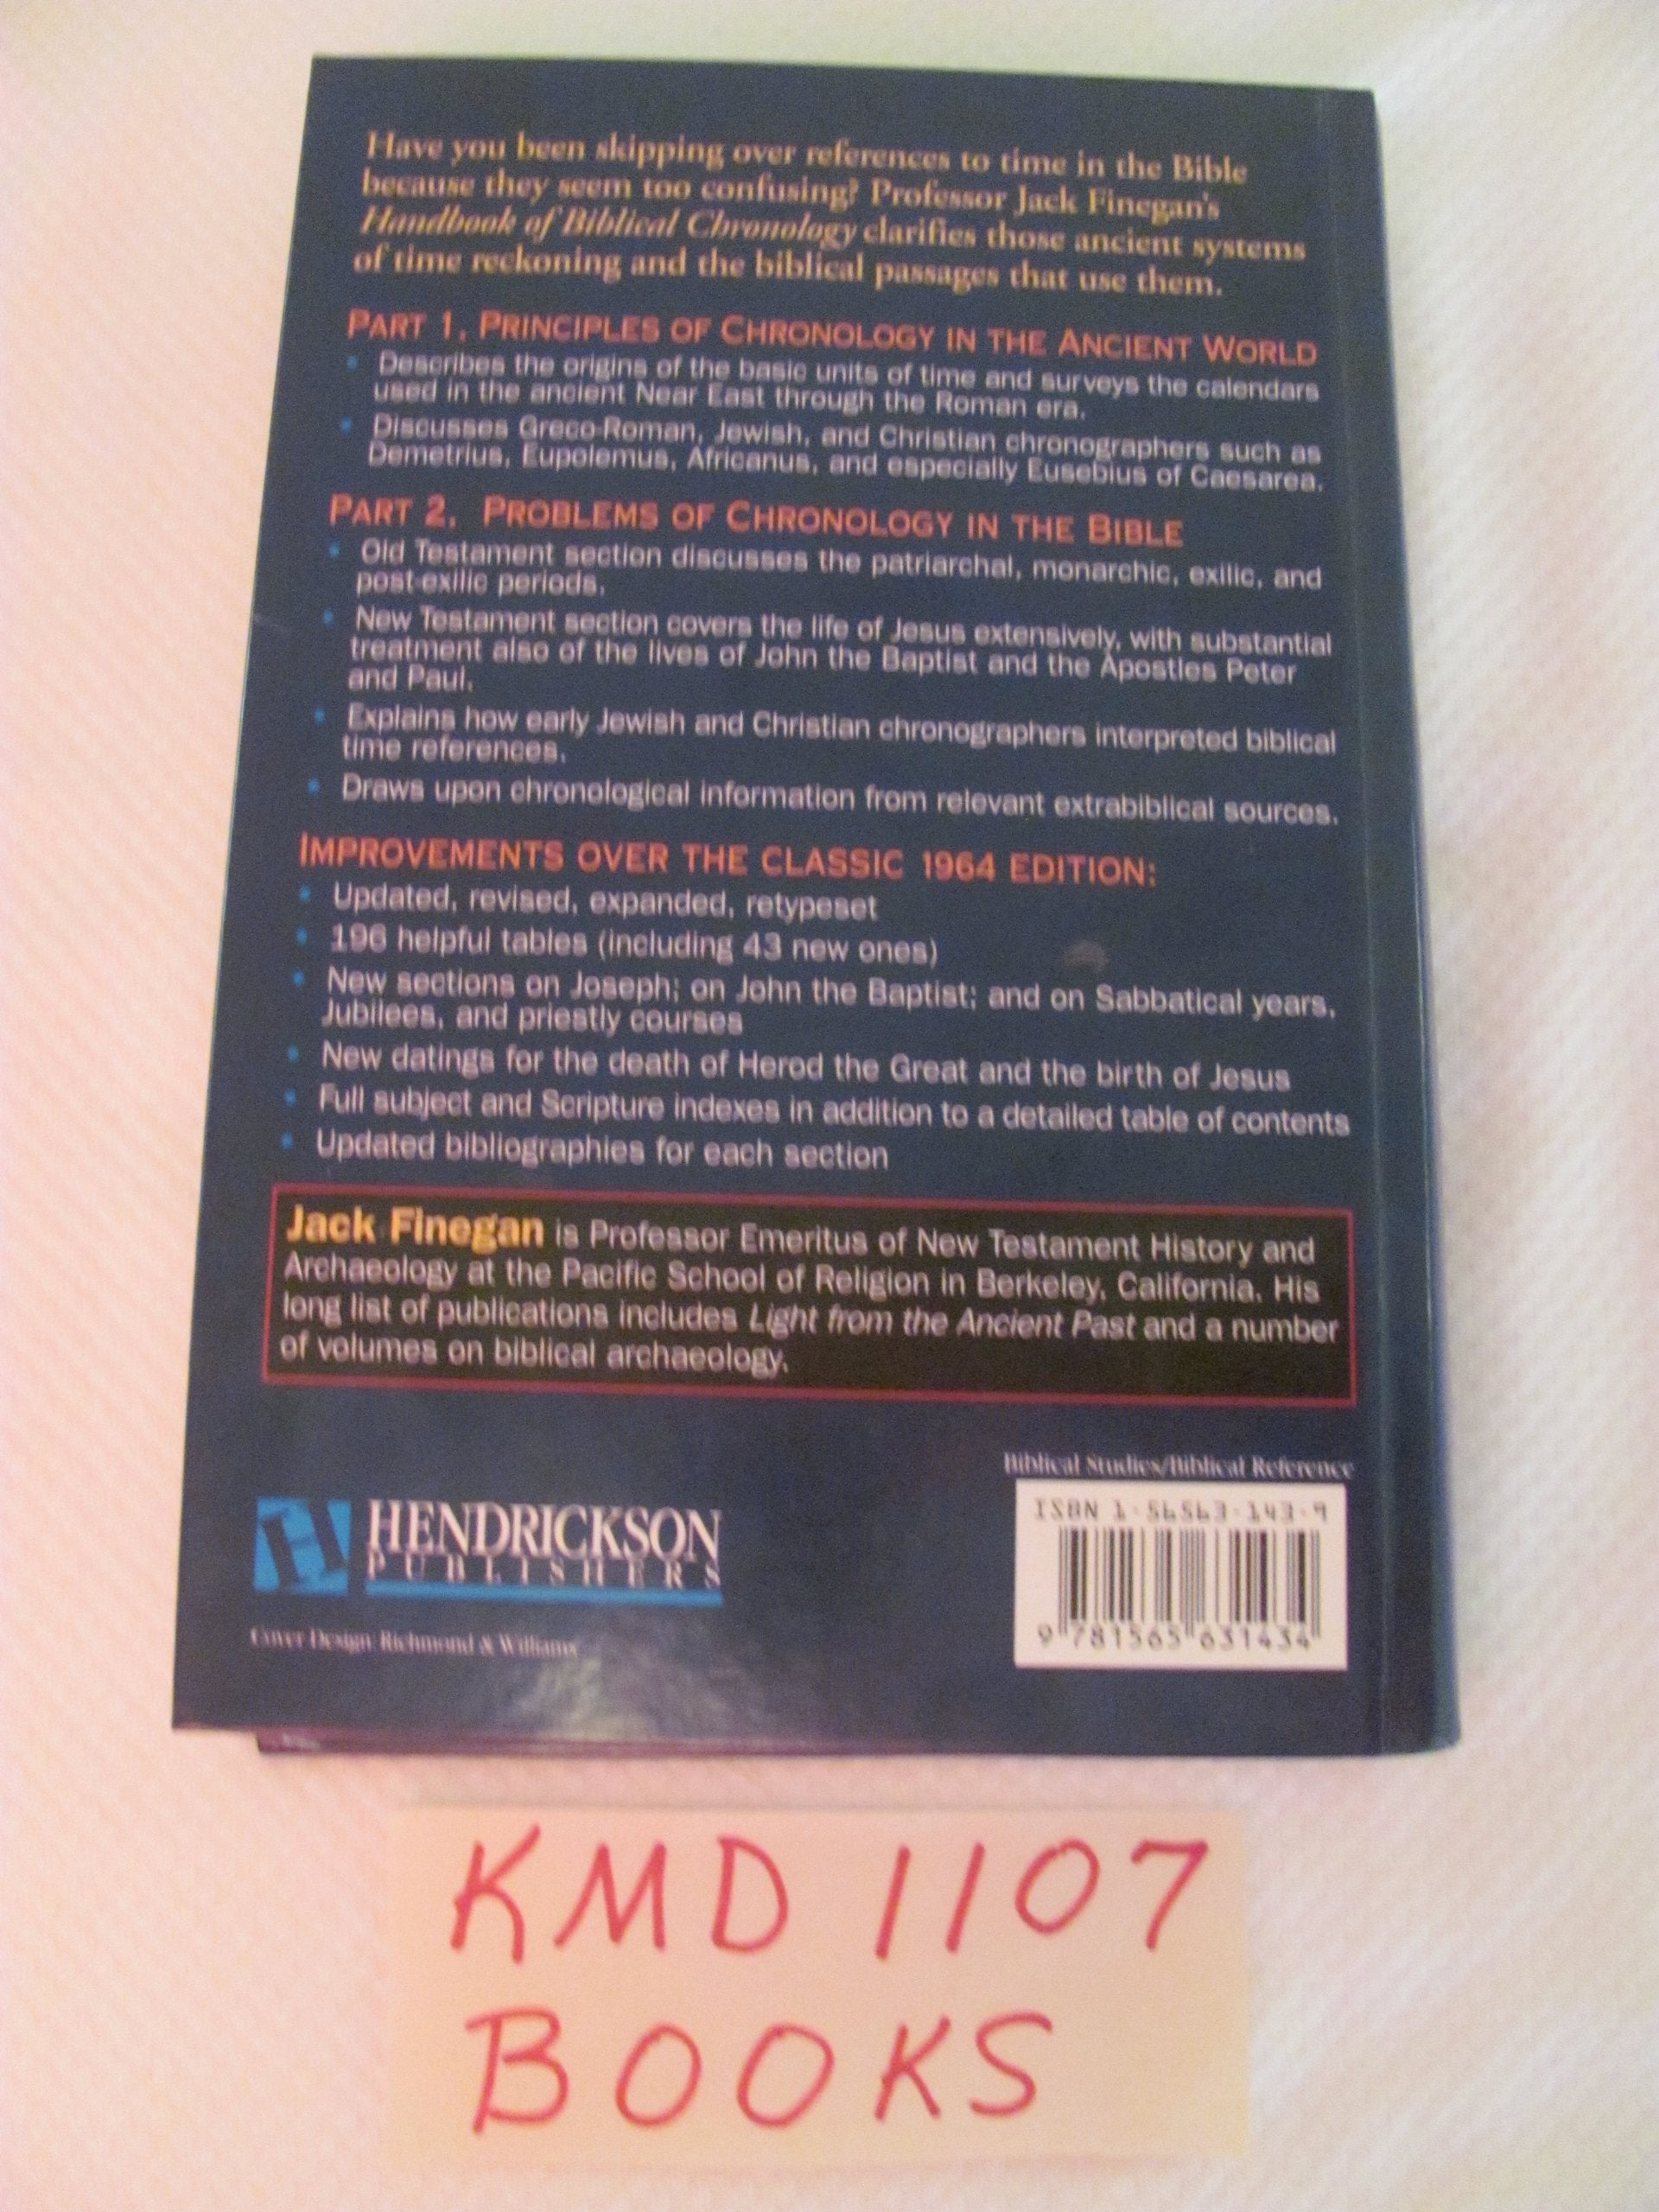 Have you been skipping over references to time in the Bible
because they seem too confusing? Professor Jack Finegan's
Handbook of Biblical Chronology clarifies those ancient systems
of time reckoning and the biblical passages that use them.
PART 1. PRINCIPLES OF CHRONOLOGY IN THE ANCIENT WORLD
• Describes the origins of the basic units of time and surveys the calendars
used in the ancient Near East through the Roman era.
• Discusses Greco-Roman, Jewish, and Christian chronographers such as
Demetrius, Eupolemus, Africanus, and especially Eusebius of Caesarea.
PART 2. PROBLEMS OF CHRONOLOGY IN THE BIBLE
• Old Testament section discusses the patriarchal, monarchic, exilic, and
post-exilic periods.
• New Testament section covers the life of Jesus extensively, with substantial
treatment also of the lives of John the Baptist and the Apostles Peter
and Paul.
• Explains how early Jewish and Christian chronographers interpreted biblical
time references.
• Draws upon chronological information from relevant extrabiblical sources.
IMPROVEMENTS OVER THE CLASSIC 1964 EDITION:
• Updated, revised, expanded, retypeset
• 196 helpful tables (including 43 new ones)
• New sections on Joseph; on John the Baptist; and on Sabbatical years,
Jubilees, and priestly courses
• New datings for the death of Herod the Great and the birth of Jesus
• Full subject and Scripture indexes in addition to a detailed table of contents
• Updated bibliographies for each section
Jack Finegan is Professor Emeritus of New Testament History and
Archaeology at the Pacific School of Religion in Berkeley, California. His
long list of publications includes Light from the Ancient Past and a number
of volumes on biblical archaeology.
Biblical Studies/Biblical Reference
ISBN 1-56563-143-9
9 781565 631434
H HENDRICKSON
PUBLISHERS
Cover Design: Richmond & Williams
KMD 1107
BOOKS